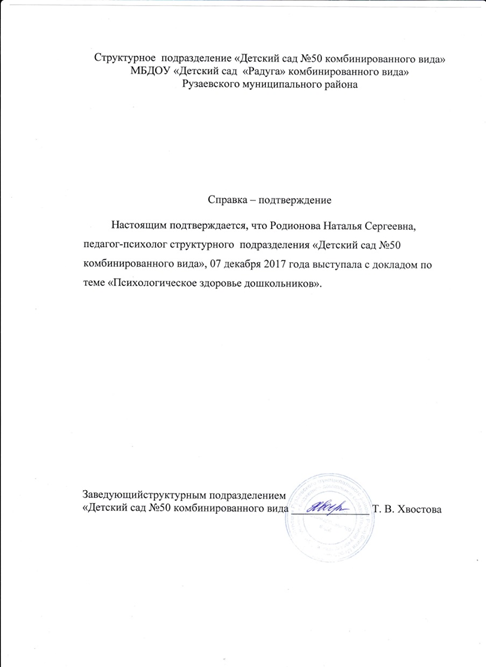 Структурное подразделение «Детский сад №50 комбинированного вида»
МБДОУ «Детский сад «Радуга» комбинированного вида»
Рузаевского муниципального района
Справка – подтверждение
Настоящим подтверждается, что Родионова Наталья Сергеевна,
педагог-психолог структурного подразделения «Детский сад №50
комбинированного вида», 07 декабря 2017 года выступала с докладом по
теме «Психологическое здоровье дошкольников».
Заведующийструктурным подразделением
«Детский сад №50 комбинированного вида ______________ Т. В. Хвостова